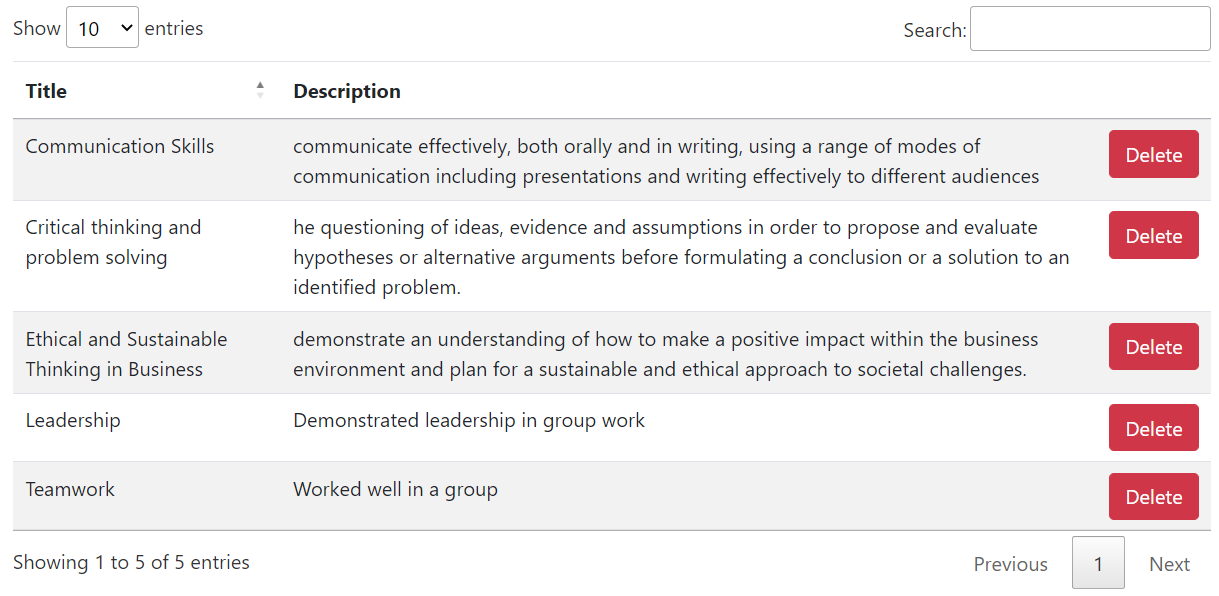 Show 10 entries
Search:
Title
Description
Communication Skills
communicate effectively, both orally and in writing, using a range of modes of
communication including presentations and writing effectively to different audiences
Delete
Critical thinking and
problem solving
he questioning of ideas, evidence and assumptions in order to propose and evaluate
hypotheses or alternative arguments before formulating a conclusion or a solution to an
identified problem.
Delete
Ethical and Sustainable
Thinking in Business
demonstrate an understanding of how to make a positive impact within the business
environment and plan for a sustainable and ethical approach to societal challenges.
Delete
Leadership
Demonstrated leadership in group work
Delete
Teamwork
Worked well in a group
Delete
Showing 1 to 5 of 5 entries
Previous 1 Next